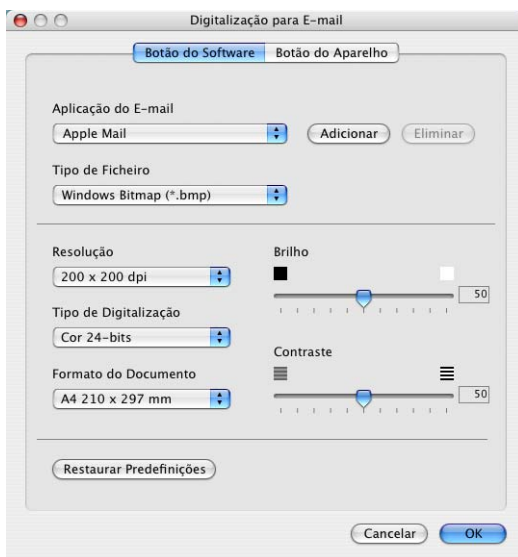 Digitalização para E-mail
Botão do Software Botão do Aparelho
Aplicação do E-mail
Apple Mail Adicionar Eliminar
Tipo de Ficheiro
Windows Bitmap (*.bmp)
Resolução Brilho
200 x 200 dpi 50
Tipo de Digitalização
Cor 24-bits
Contraste
Formato do Documento
A4 210 x 297 mm 50
Restaurar Predefinições
Cancelar OK